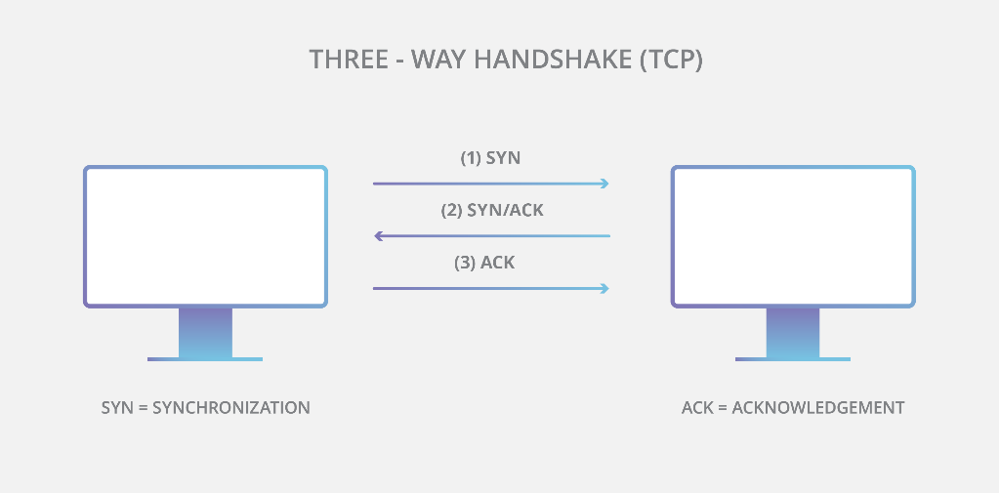 THREE - WAY HANDSHAKE (TCP)
(1) SYN
(2) SYN/ACK
(3) ACK
SYN = SYNCHRONIZATION
ACK = ACKNOWLEDGEMENT